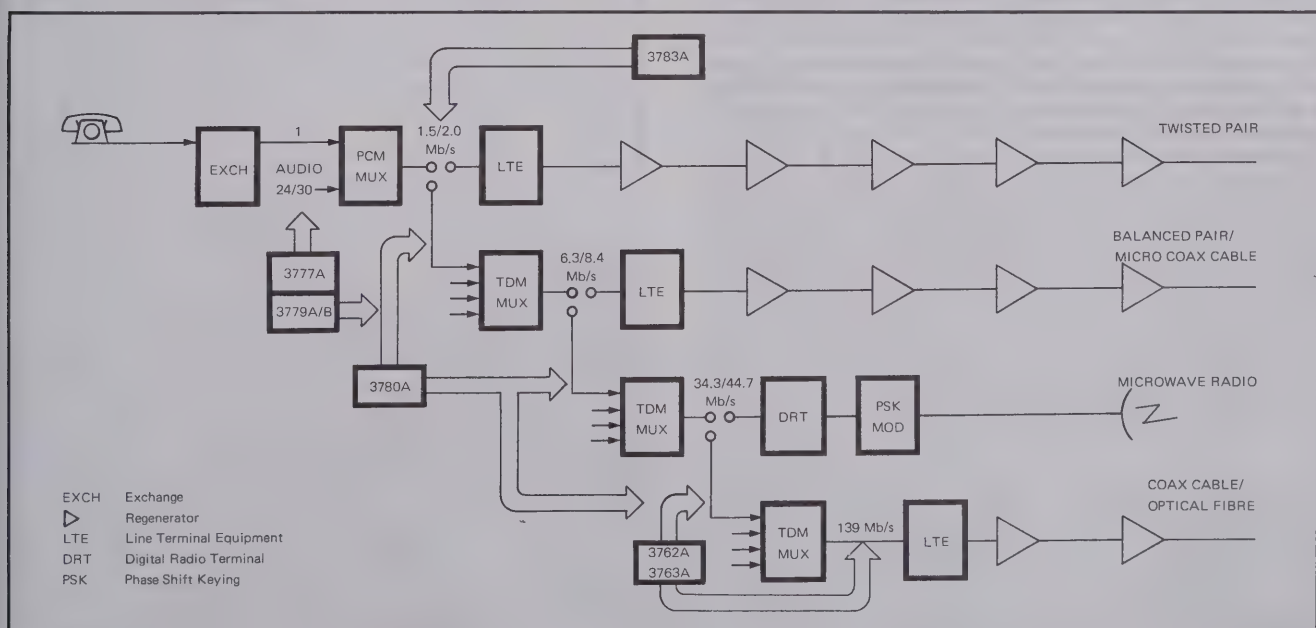 3783A
1.5/2.0
Mb/s
TWISTED PAIR
EXCH
1
AUDIO
24/30
PCM
MUX
LTE
BALANCED PAIR/
MICRO COAX CABLE
3777A
3779A/B
TDM
MUX
6.3/8.4
Mb/s
LTE
3780A
MICROWAVE RADIO
TDM
MUX
34.3/44.7
Mb/s
DRT
PSK
MOD
COAX CABLE/
OPTICAL FIBRE
3762A
3763A
TDM
MUX
139 Mb/s
LTE
EXCH Exchange
Regenerator
LTE Line Terminal Equipment
DRT Digital Radio Terminal
PSK Phase Shift Keying